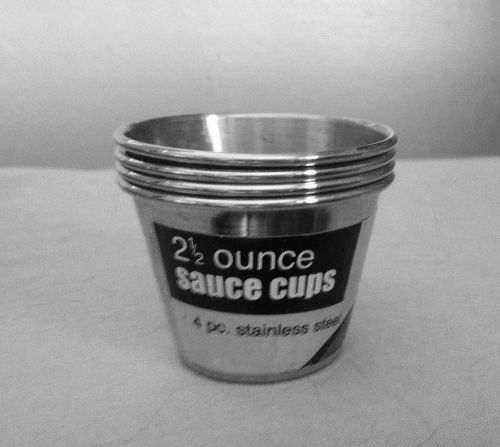 2½ ounce
sauce cups
4 pc. stainless steel